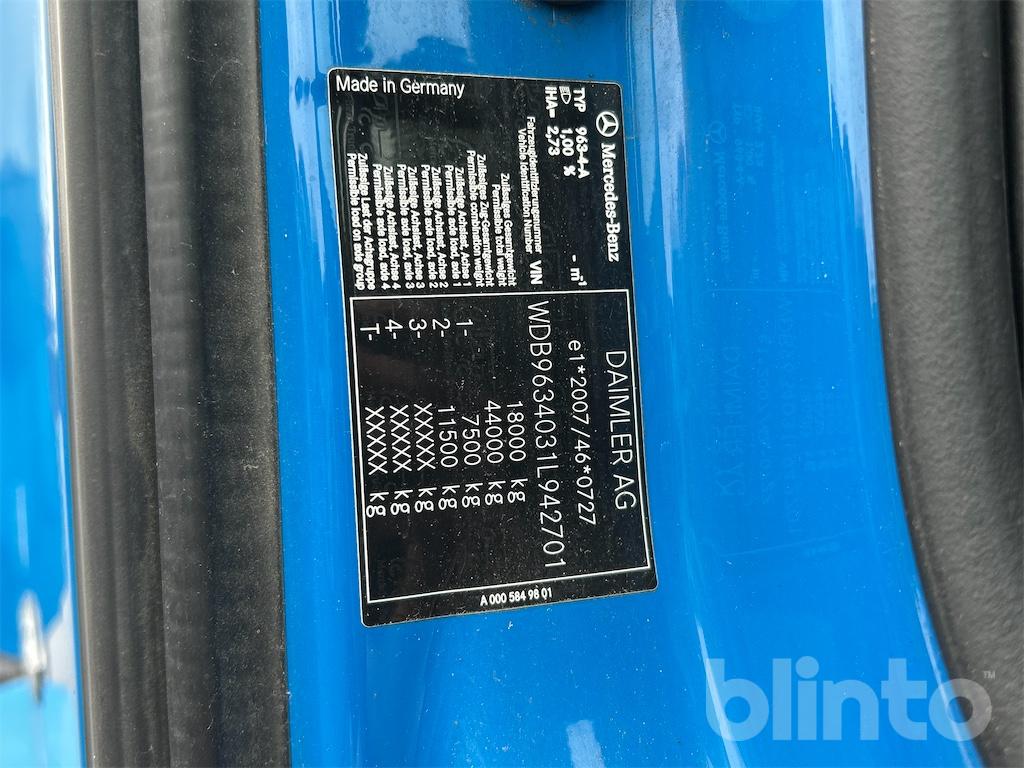 Mercedes-Benz
TYP 963-4-A
1,00 % - m-1
IHA= 2,73
Made in Germany
DAIMLER AG
e1*2007/46*0727
Fahrzeugidentifizierungsnummer
Vehicle Identification Number VIN WDB9634031L942701
Zulässiges Gesamtgewicht
Permissible total weight 18000 kg
Zulässiges Zug-Gesamtgewicht
Permissible combination weight 44000 kg
Zulässige Achslast, Achse 1
Permissible axle load, axle 1 1- 7500 kg
Zulässige Achslast, Achse 2
Permissible axle load, axle 2 2- 11500 kg
Zulässige Achslast, Achse 3
Permissible axle load, axle 3 3- XXXXX kg
Zulässige Achslast, Achse 4
Permissible axle load, axle 4 4- XXXXX kg
Zulässige Last der Achsgruppe
Permissible load on axle group T- XXXXX kg
A 000 584 98 01
blinto™